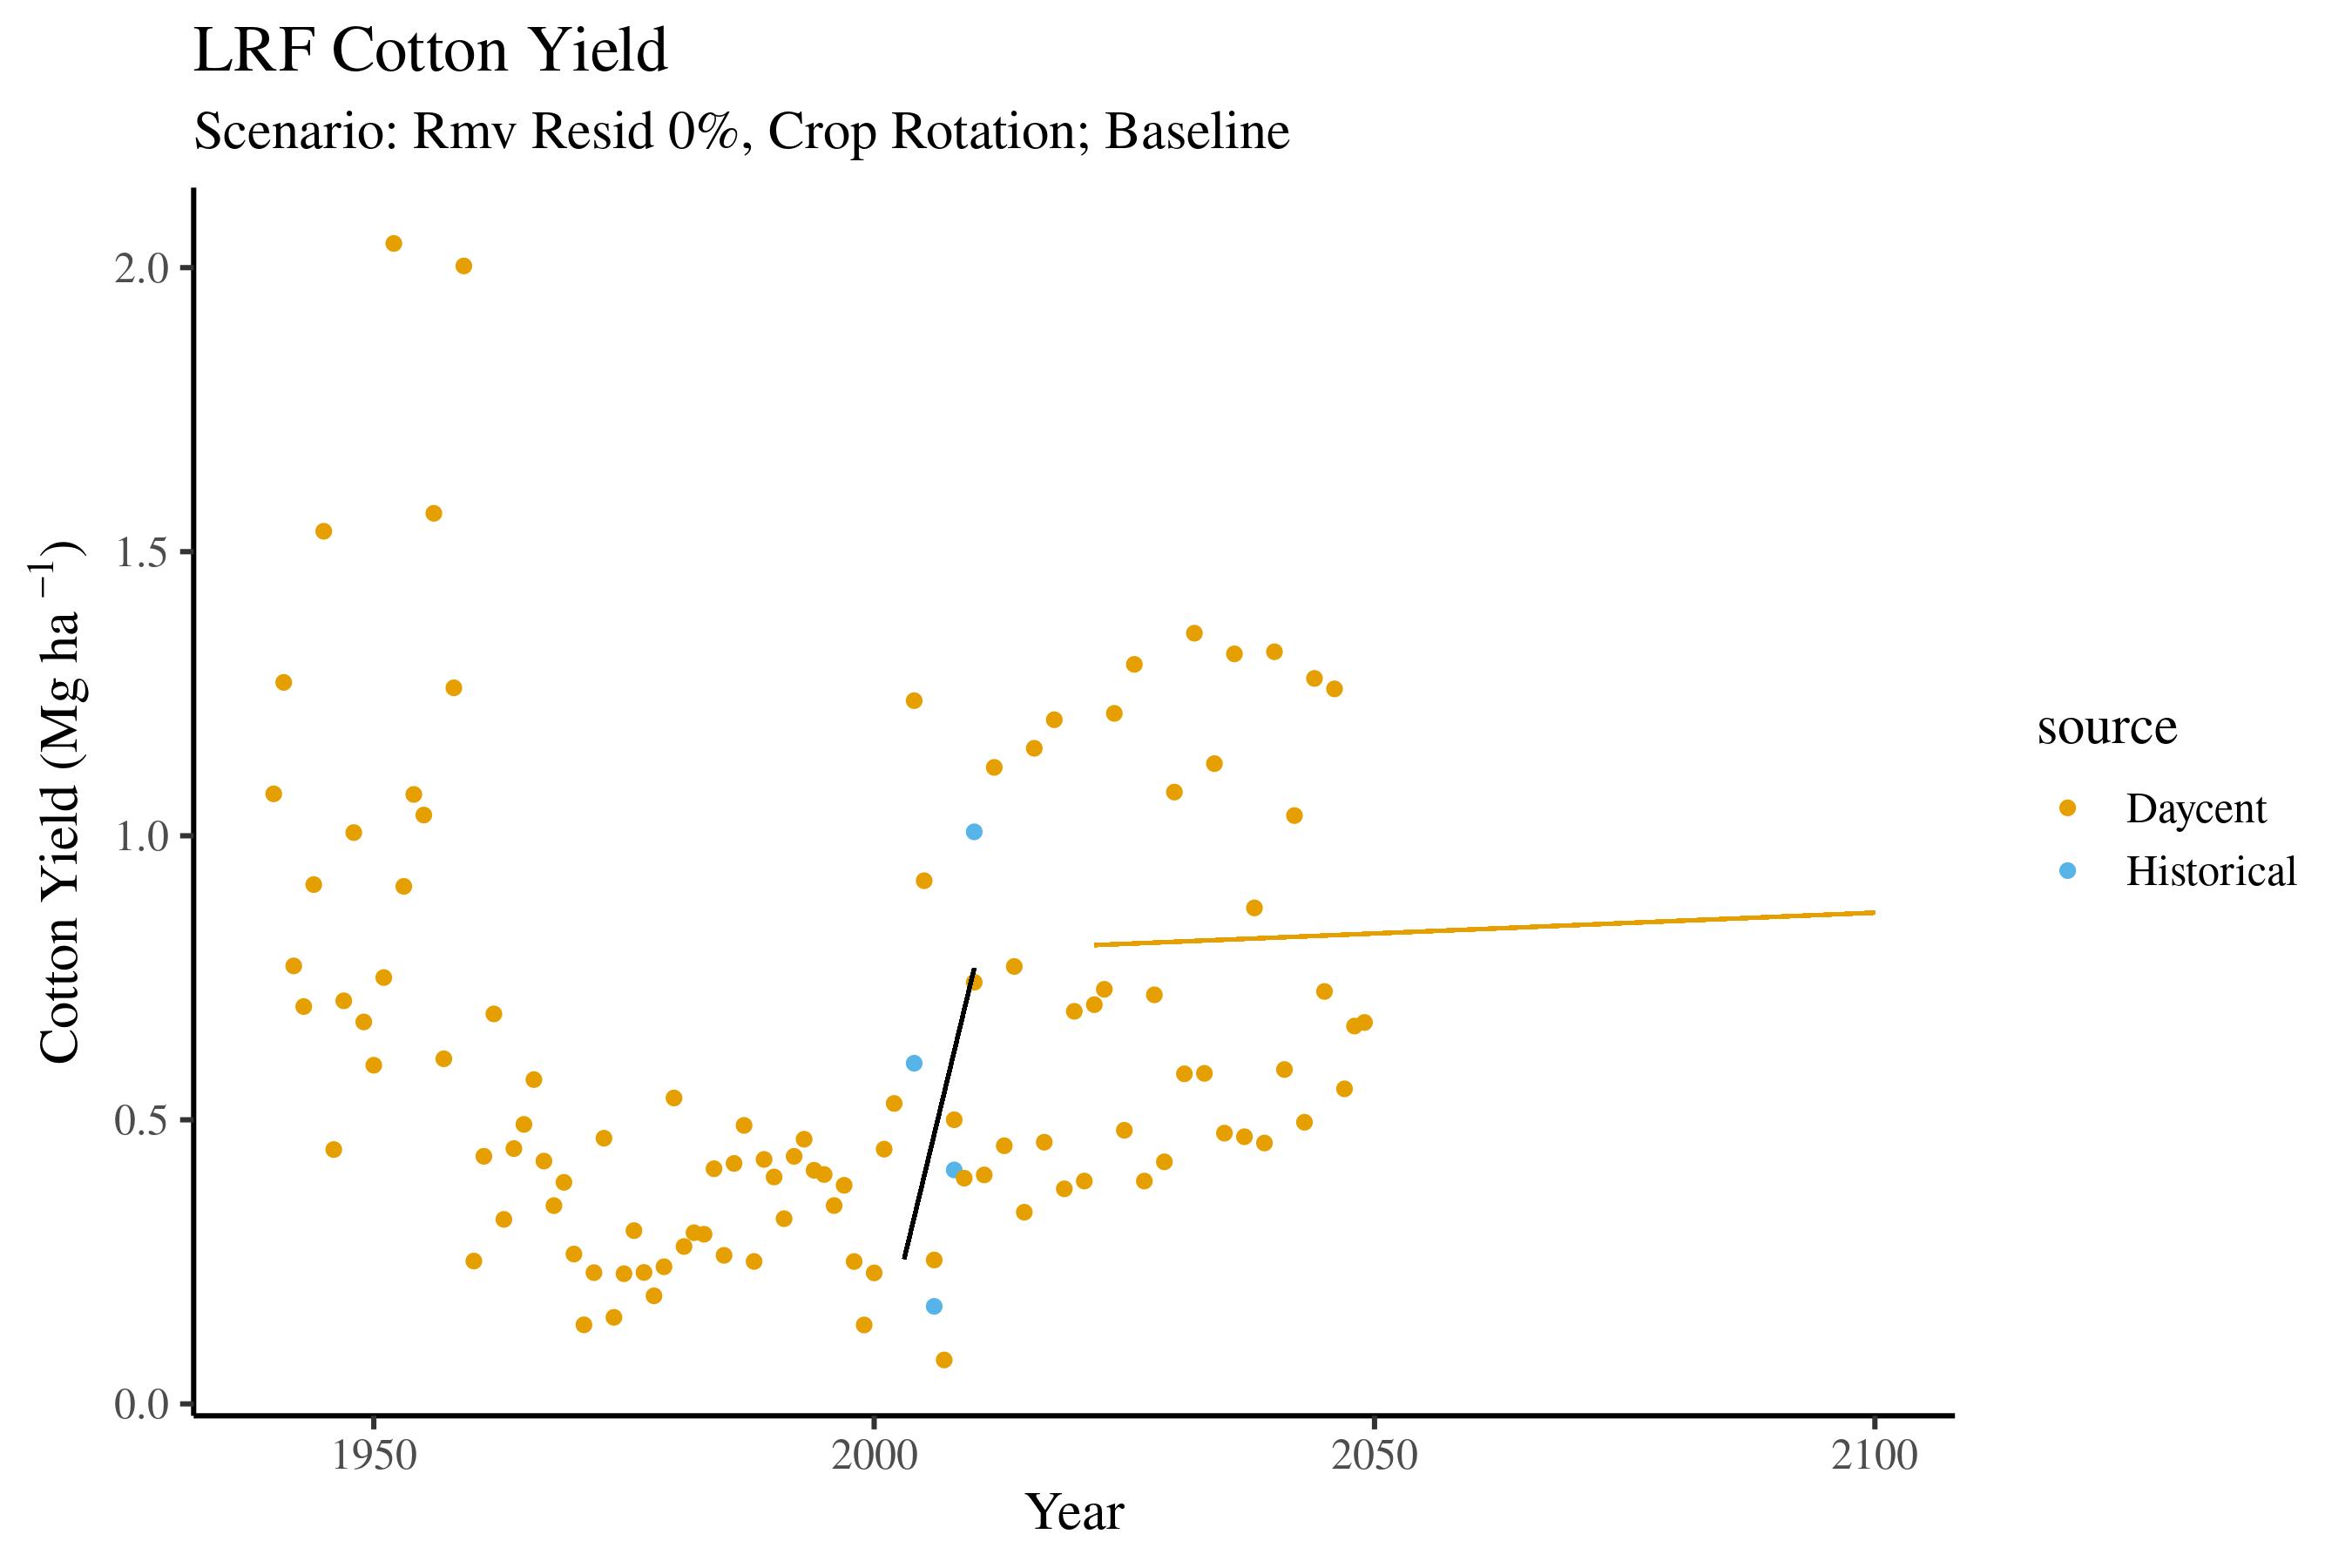 LRF Cotton Yield
Scenario: Rmv Resid 0%, Crop Rotation; Baseline
Cotton Yield (Mg ha ⁻¹)
2.0
1.5
1.0
0.5
0.0
1950 2000 2050 2100
Year
source
Daycent
Historical